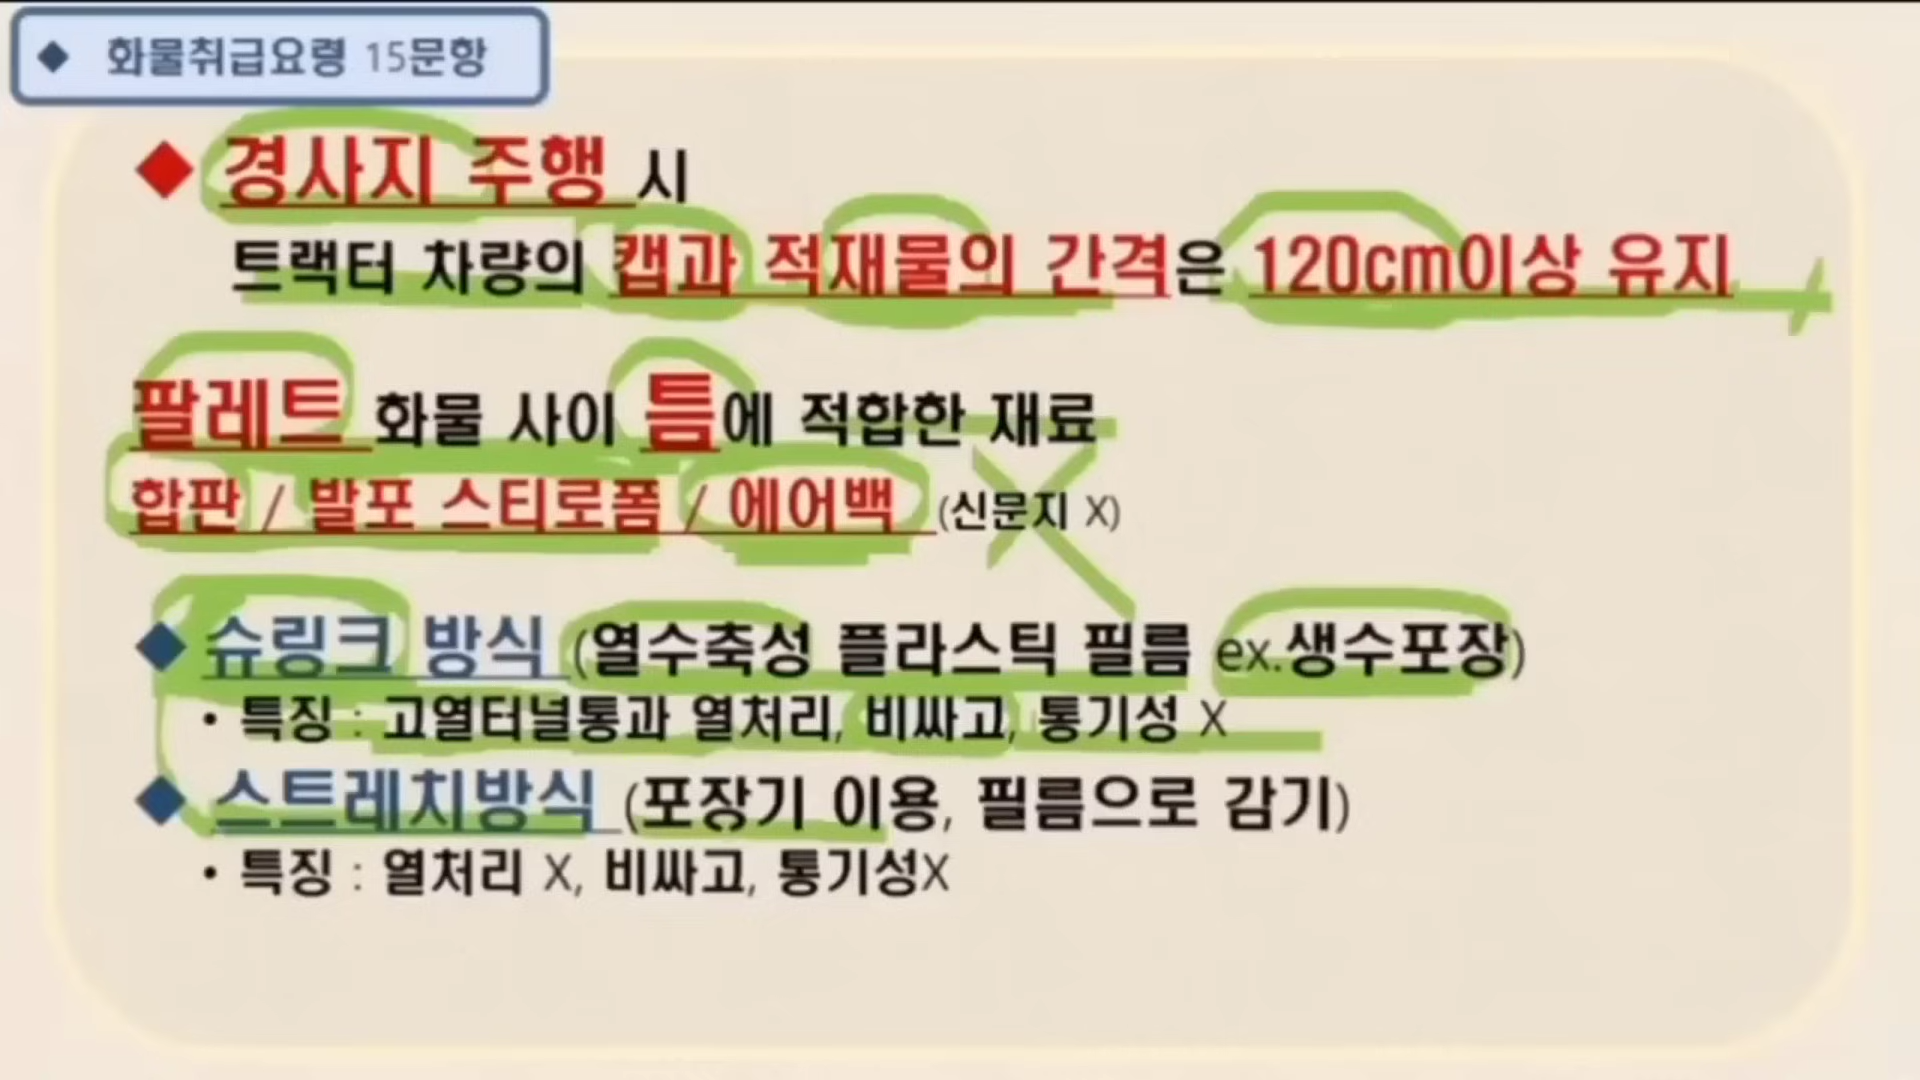 ◆ 화물취급요령 15문항
◆ 경사지 주행 시
트랙터 차량의 캡과 적재물의 간격은 120cm이상 유지
팔레트 화물 사이 틈에 적합한 재료
합판 / 발포 스티로폼 / 에어백 (신문지 X)
◆ 슈링크 방식 (열수축성 플라스틱 필름 ex.생수포장)
• 특징 : 고열터널통과 열처리, 비싸고, 통기성 X
◆ 스트레치방식 (포장기 이용, 필름으로 감기)
• 특징 : 열처리 X, 비싸고, 통기성X